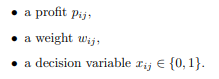 • a profit p_{ij},
• a weight w_{ij},
• a decision variable x_{ij} ∈ {0, 1}.